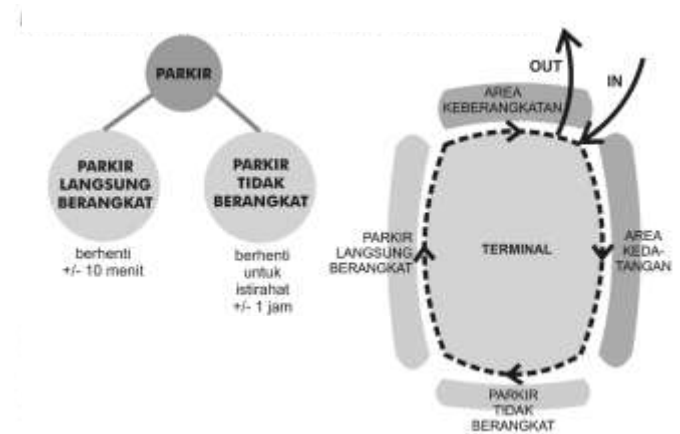 PARKIR
PARKIR
LANGSUNG
BERANGKAT
berhenti
+/- 10 menit
PARKIR
TIDAK
BERANGKAT
berhenti
untuk
istirahat
+/- 1 jam
OUT
IN
AREA
KEBERANGKATAN
PARKIR
LANGSUNG
BERANGKAT
TERMINAL
AREA
KEDA-
TANGAN
PARKIR
TIDAK
BERANGKAT